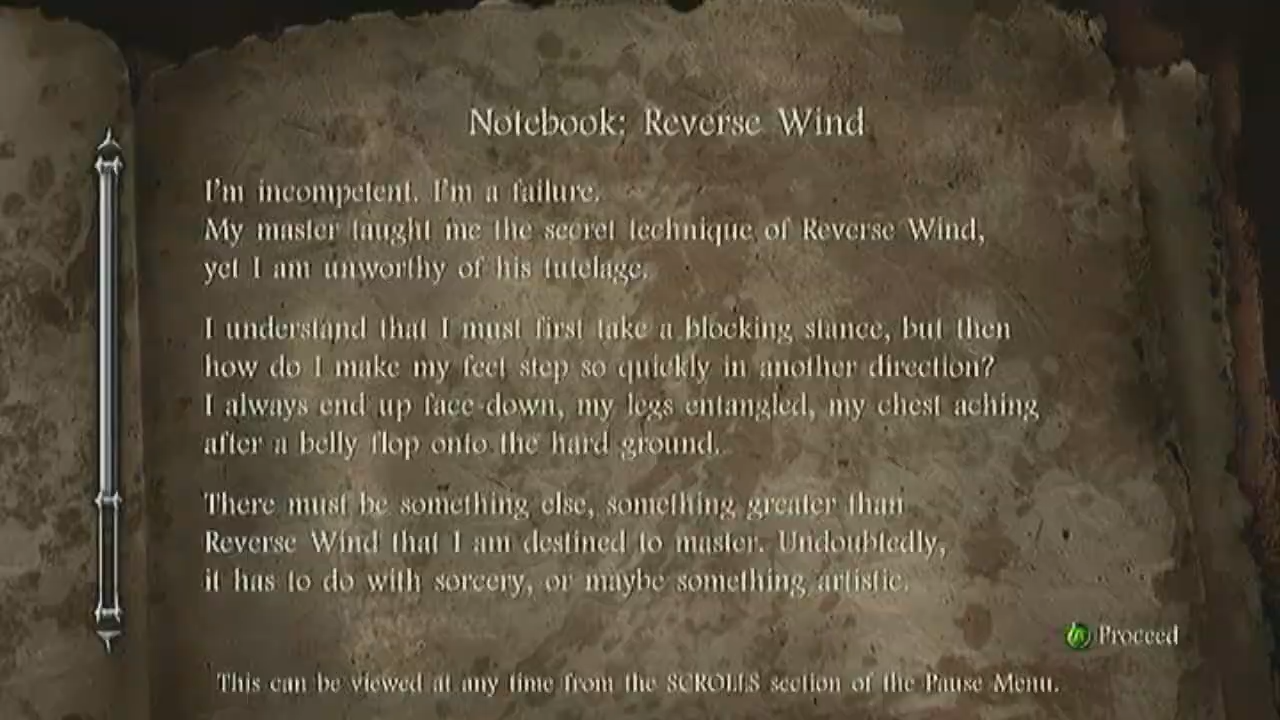 Notebook: Reverse Wind
I'm incompetent. I'm a failure.
My master taught me the secret technique of Reverse Wind,
yet I am unworthy of his tutelage.
I understand that I must first take a blocking stance, but then
how do I make my feet step so quickly in another direction?
I always end up face-down, my legs entangled, my chest aching
after a belly flop onto the hard ground.
There must be something else, something greater than
Reverse Wind that I am destined to master. Undoubtedly,
it has to do with sorcery, or maybe something artistic.
Proceed
This can be viewed at any time from the SCROLLS section of the Pause Menu.